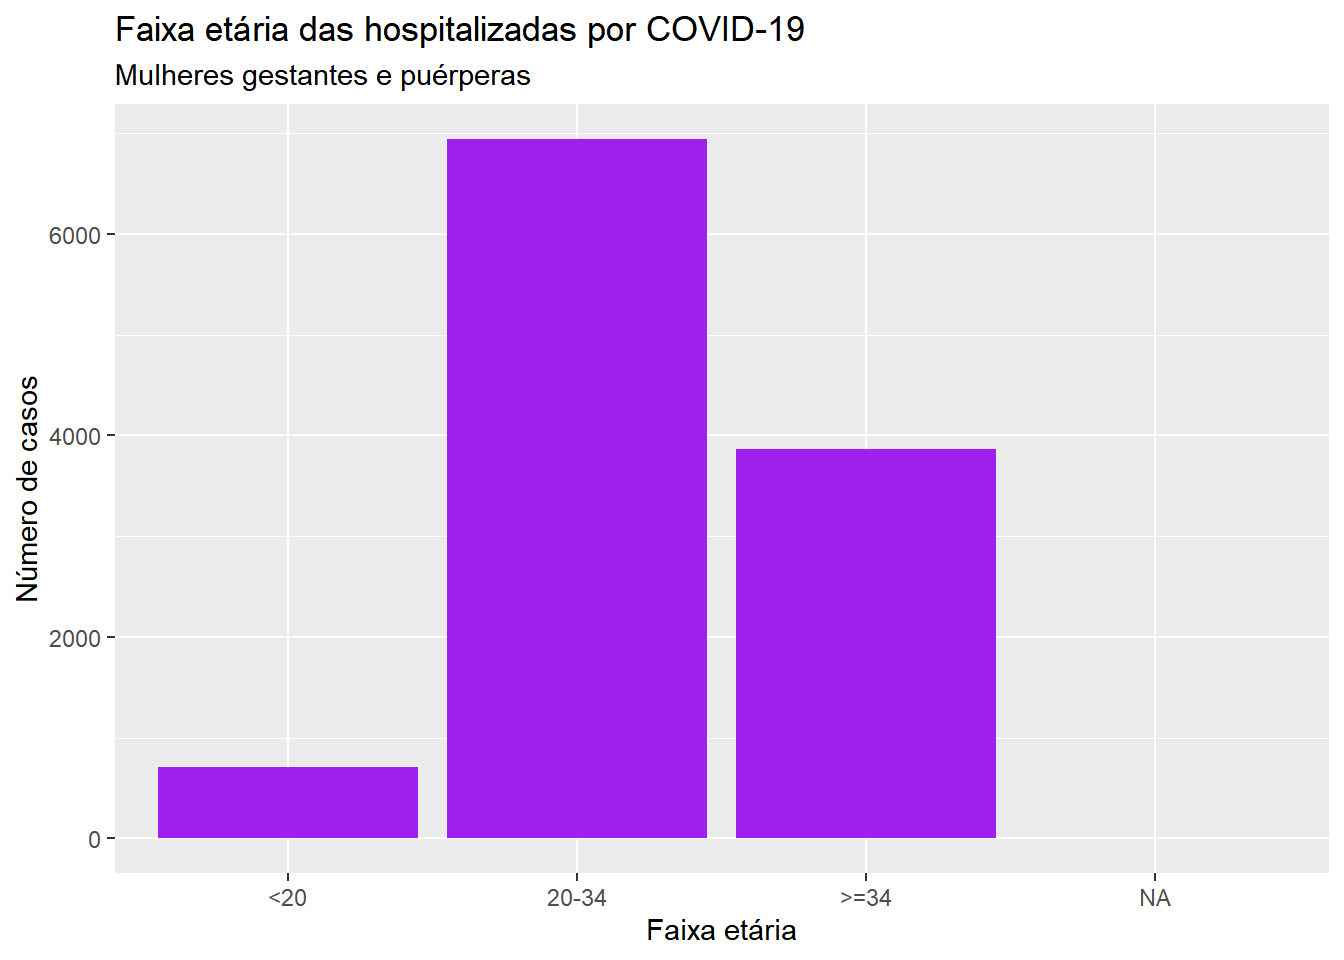 Faixa etária das hospitalizadas por COVID-19
Mulheres gestantes e puérperas
Número de casos
6000
4000
2000
0
<20
20-34
>=34
NA
Faixa etária